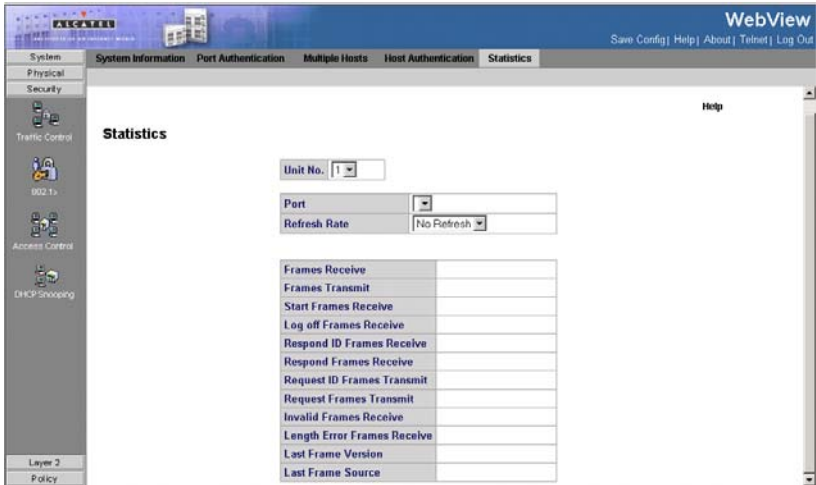 ALCATEL
WebView
Save Config| Help| About| Telnet| Log Out
System
Physical
Security
Traffic Control
802.1x
Access Control
DHCP Snooping
Layer 2
Policy
System Information Port Authentication Multiple Hosts Host Authentication Statistics
Help
Statistics
Unit No. 1
Port
Refresh Rate No Refresh
Frames Receive
Frames Transmit
Start Frames Receive
Log off Frames Receive
Respond ID Frames Receive
Respond Frames Receive
Request ID Frames Transmit
Request Frames Transmit
Invalid Frames Receive
Length Error Frames Receive
Last Frame Version
Last Frame Source